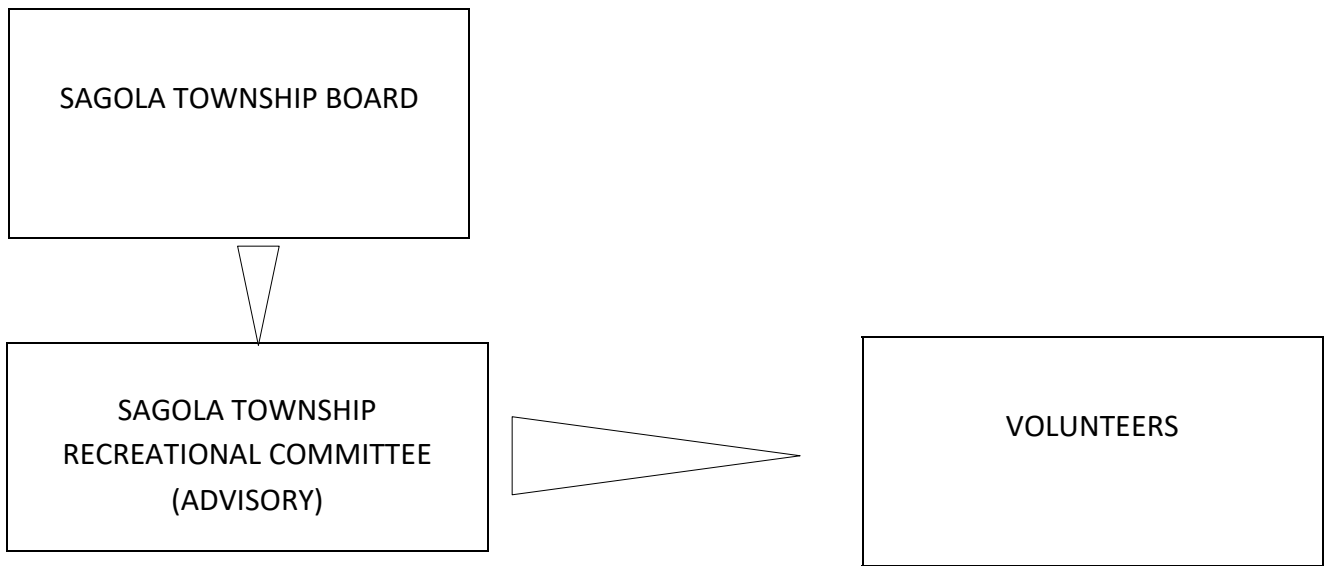 SAGOLA TOWNSHIP BOARD
SAGOLA TOWNSHIP
RECREATIONAL COMMITTEE
(ADVISORY)
VOLUNTEERS